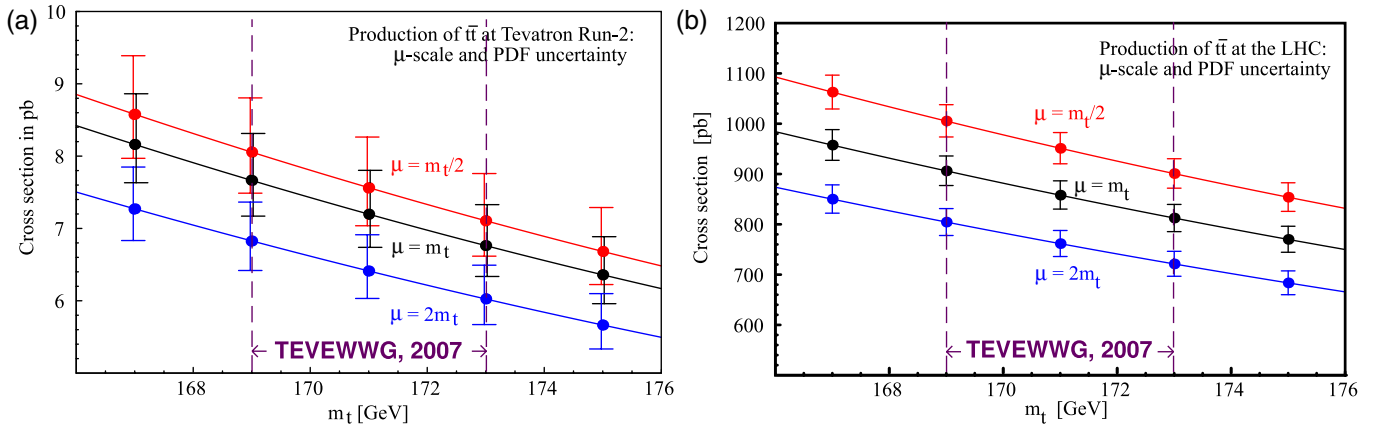 (a)
Production of tt̄ at Tevatron Run-2:
μ-scale and PDF uncertainty
Cross section in pb
10
9
8
7
6
μ = mₜ/2
μ = mₜ
μ = 2mₜ
TEVEWWG, 2007
168
170
172
174
176
mₜ [GeV]
(b)
Production of tt̄ at the LHC:
μ-scale and PDF uncertainty
Cross section [pb]
1200
1100
1000
900
800
700
600
μ = mₜ/2
μ = mₜ
μ = 2mₜ
TEVEWWG, 2007
168
170
172
174
176
mₜ [GeV]